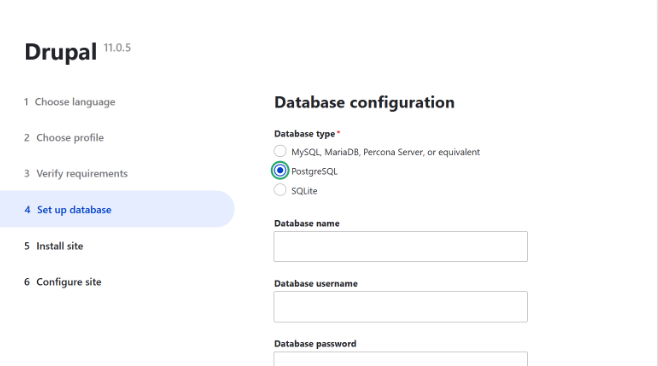 Drupal 11.0.5
1 Choose language
2 Choose profile
3 Verify requirements
4 Set up database
5 Install site
6 Configure site
Database configuration
Database type*
MySQL, MariaDB, Percona Server, or equivalent
PostgreSQL
SQLite
Database name
Database username
Database password